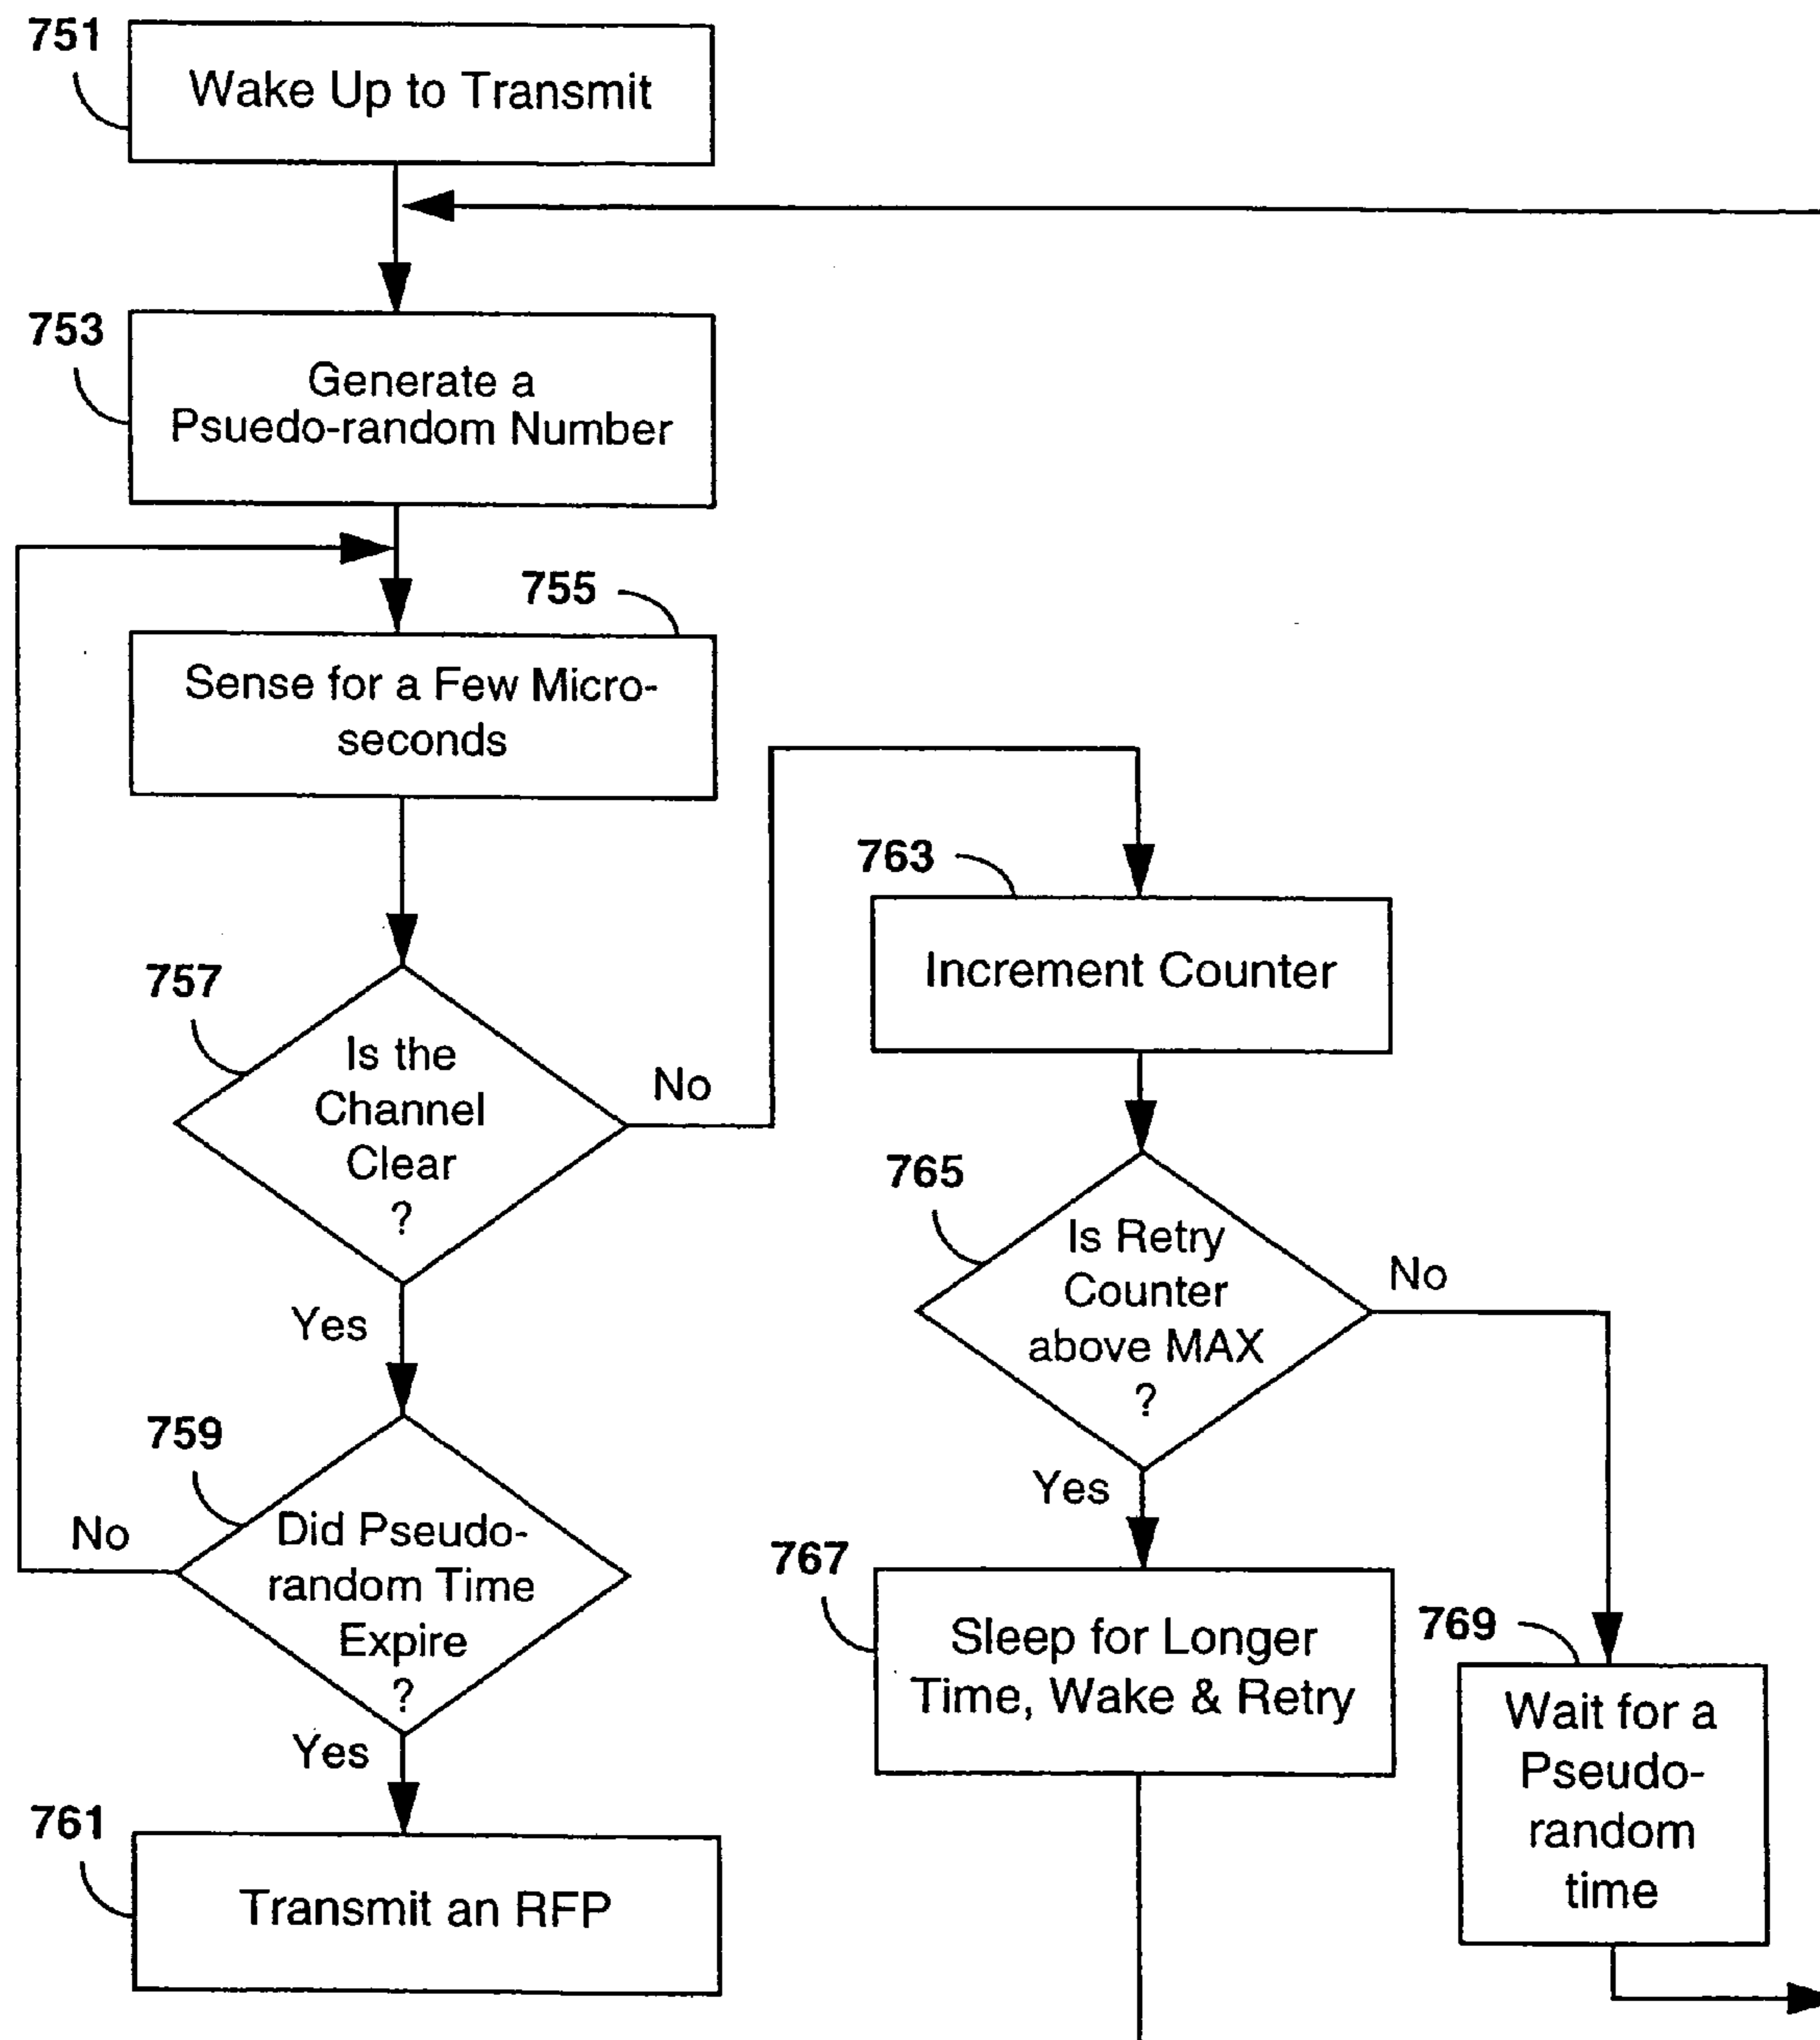 751
Wake Up to Transmit
753
Generate a
Psuedo-random Number
755
Sense for a Few Micro-
seconds
757
Is the
Channel
Clear
?
No
Yes
759
Did Pseudo-
random Time
Expire
?
No
Yes
761
Transmit an RFP
763
Increment Counter
765
Is Retry
Counter
above MAX
?
No
Yes
767
Sleep for Longer
Time, Wake & Retry
769
Wait for a
Pseudo-
random
time